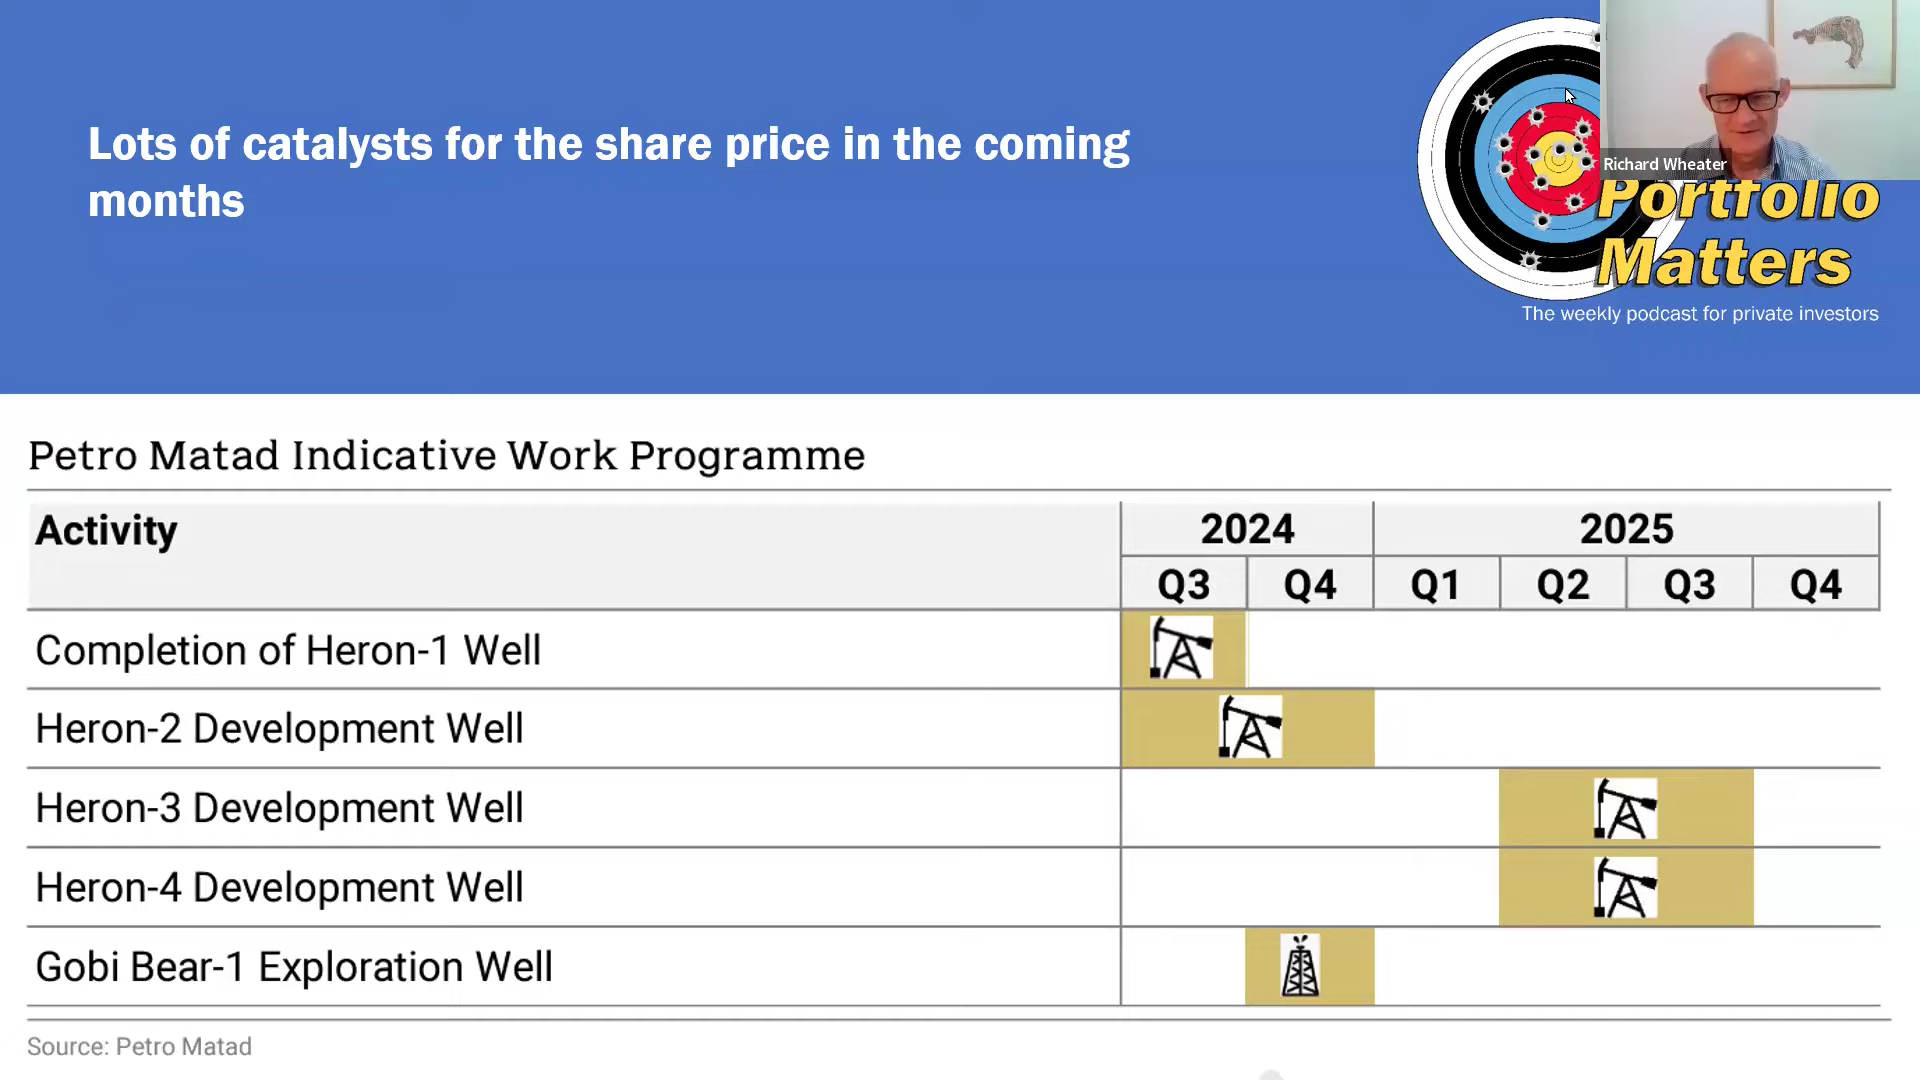 Lots of catalysts for the share price in the coming
months
Richard Wheater
Portfolio
Matters
The weekly podcast for private investors
Petro Matad Indicative Work Programme
Activity
2024
2025
Q3
Q4
Q1
Q2
Q3
Q4
Completion of Heron-1 Well
Heron-2 Development Well
Heron-3 Development Well
Heron-4 Development Well
Gobi Bear-1 Exploration Well
Source: Petro Matad